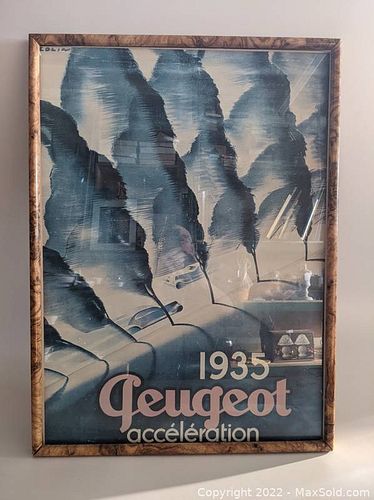 1935
Peugeot
accélération
Copyright © 2022 - MaxSold.com